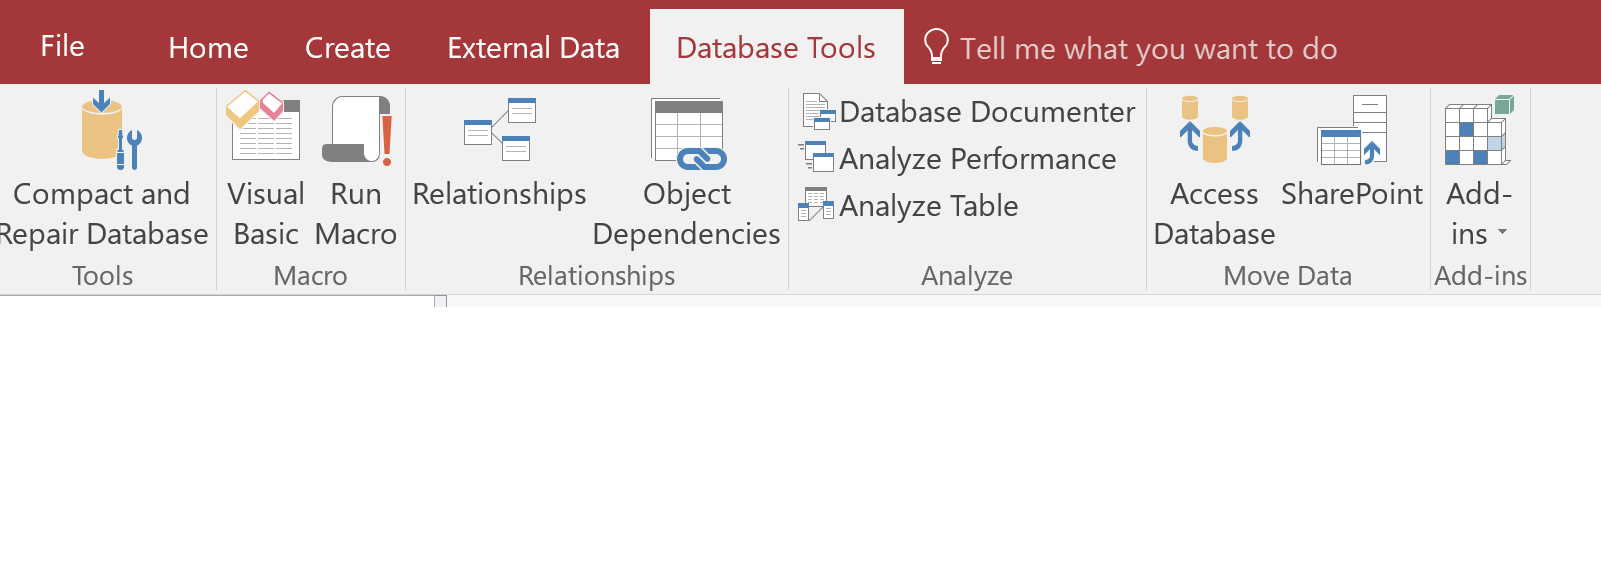 File Home Create External Data Database Tools Tell me what you want to do
Compact and
Repair Database
Tools
Visual
Basic
Run
Macro
Macro
Relationships
Object
Dependencies
Relationships
Database Documenter
Analyze Performance
Analyze Table
Analyze
Access
Database
SharePoint
Move Data
Add-
ins
Add-ins